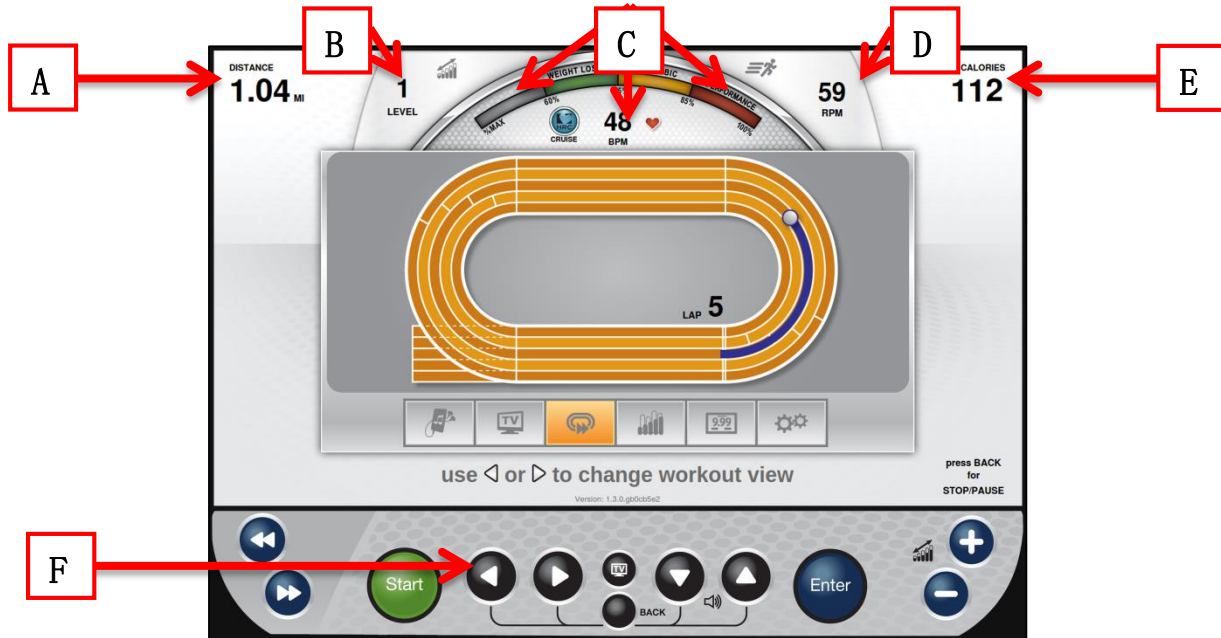 A
B
C
D
E
DISTANCE
1.04 MI
1
LEVEL
WEIGHT LOS
BIC
PERFORMANCE
%MAX
60%
85%
100%
CRUISE
48
BPM
59
RPM
CALORIES
112
LAP 5
TV
9.99
use ◁ or ▷ to change workout view
Version: 1.3.0.gb0cb5e2
press BACK
for
STOP/PAUSE
F
Start
TV
BACK
Enter